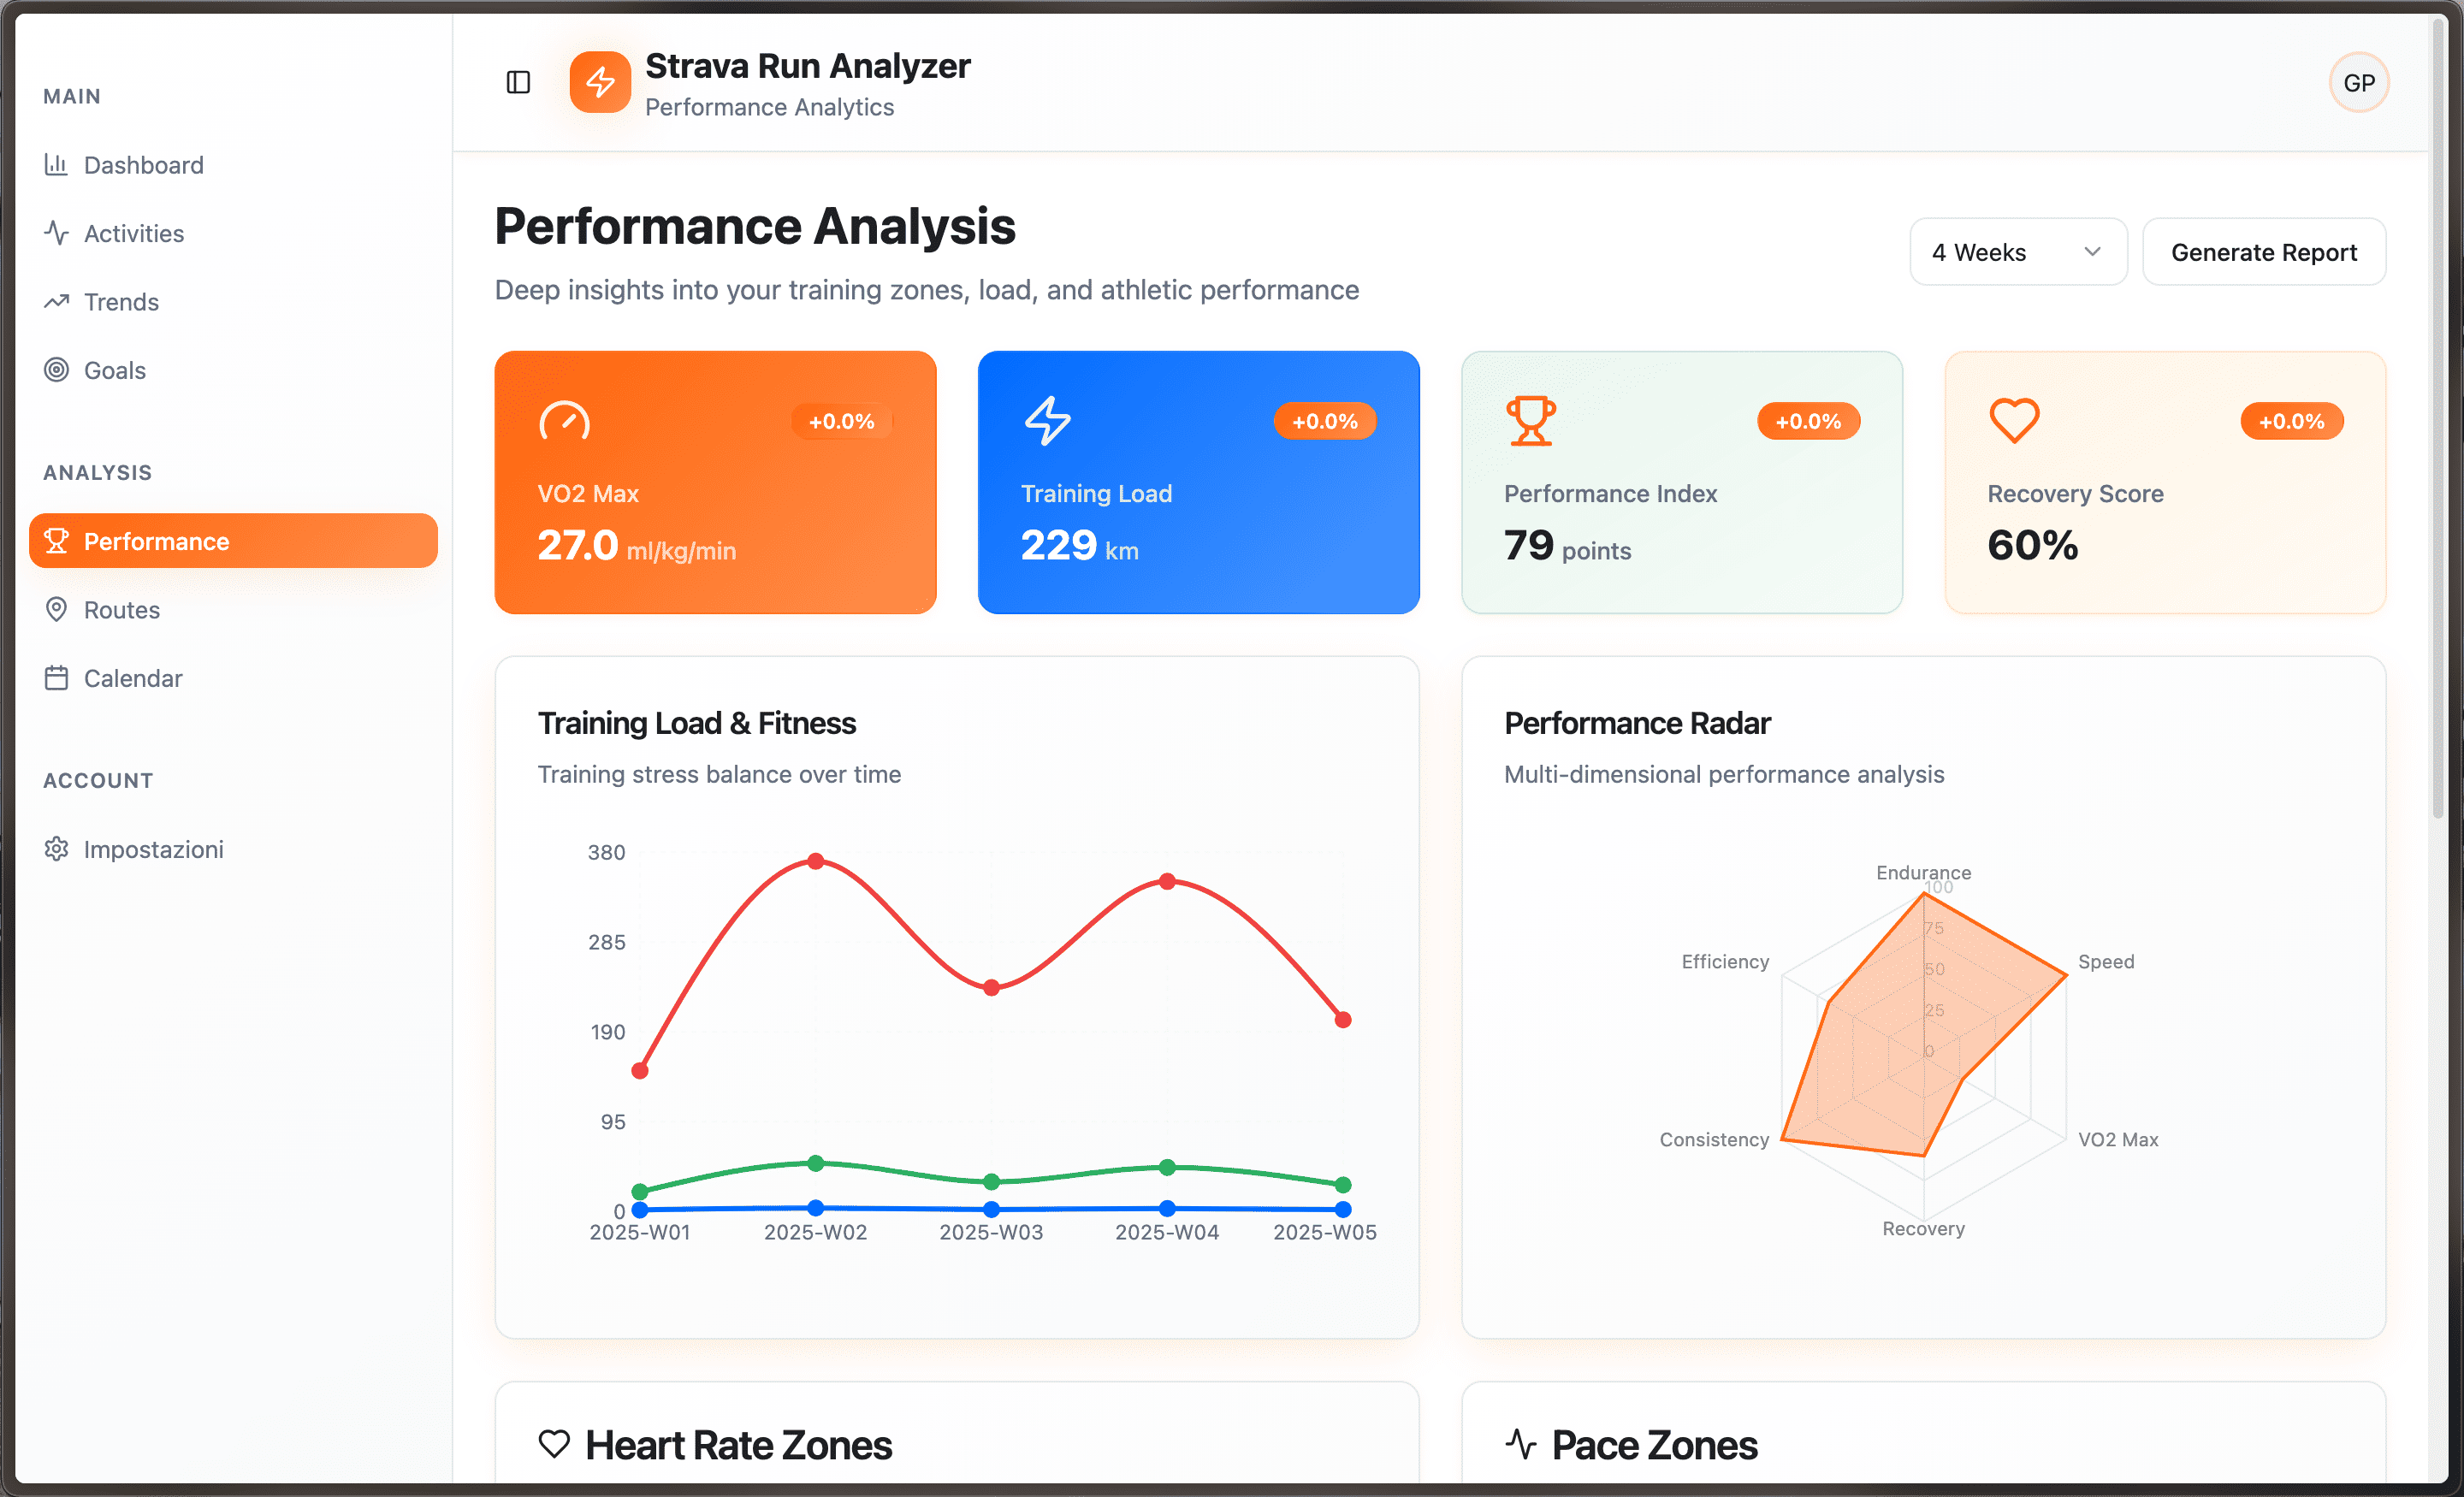 MAIN
Dashboard
Activities
Trends
Goals
ANALYSIS
Performance
Routes
Calendar
ACCOUNT
Impostazioni
Strava Run Analyzer
Performance Analytics
GP
Performance Analysis
Deep insights into your training zones, load, and athletic performance
4 Weeks
Generate Report
+0.0%
VO2 Max
27.0 ml/kg/min
+0.0%
Training Load
229 km
+0.0%
Performance Index
79 points
+0.0%
Recovery Score
60%
Training Load & Fitness
Training stress balance over time
380
285
190
95
0
2025-W01 2025-W02 2025-W03 2025-W04 2025-W05
Performance Radar
Multi-dimensional performance analysis
Endurance
100
75
Efficiency
Speed
50
25
0
Consistency
VO2 Max
Recovery
Heart Rate Zones
Pace Zones